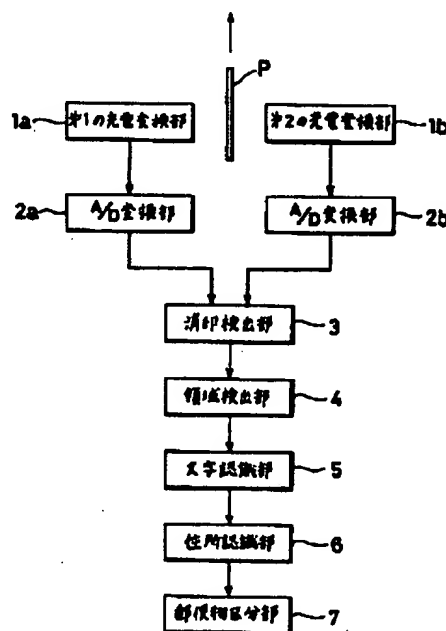 P
1a 第1の光電変換部
第2の光電変換部 1b
2a A/D変換部
A/D変換部 2b
消印検出部 3
領域検出部 4
文字認識部 5
住所認識部 6
郵便物区分部 7